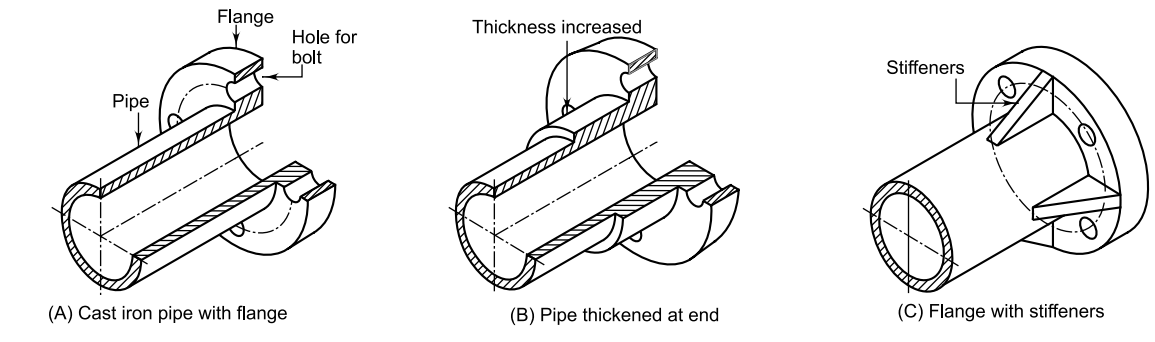 Flange
Hole for
bolt
Pipe
(A) Cast iron pipe with flange
Thickness increased
(B) Pipe thickened at end
Stiffeners
(C) Flange with stiffeners